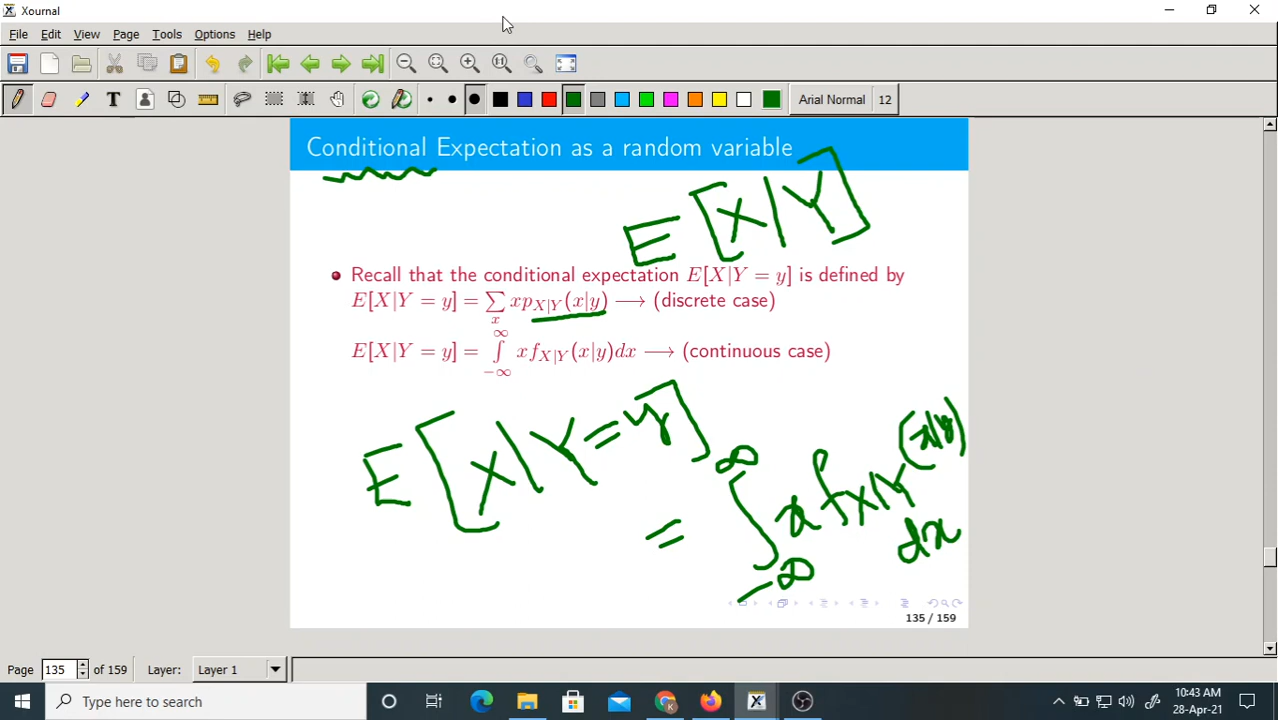 Xournal
File Edit View Page Tools Options Help
Arial Normal 12
Conditional Expectation as a random variable
E[X|Y]
Recall that the conditional expectation E[X|Y = y] is defined by
E[X|Y = y] = ∑ₓ xp_{X|Y}(x|y) ⟶ (discrete case)
E[X|Y = y] = ∫_{-∞}^{∞} xf_{X|Y}(x|y)dx ⟶ (continuous case)
E[X|Y=y]
= ∫_{-∞}^{∞} x f_{X|Y}(x|y) dx
135 / 159
Page 135 of 159 Layer: Layer 1
Type here to search
10:43 AM
28-Apr-21